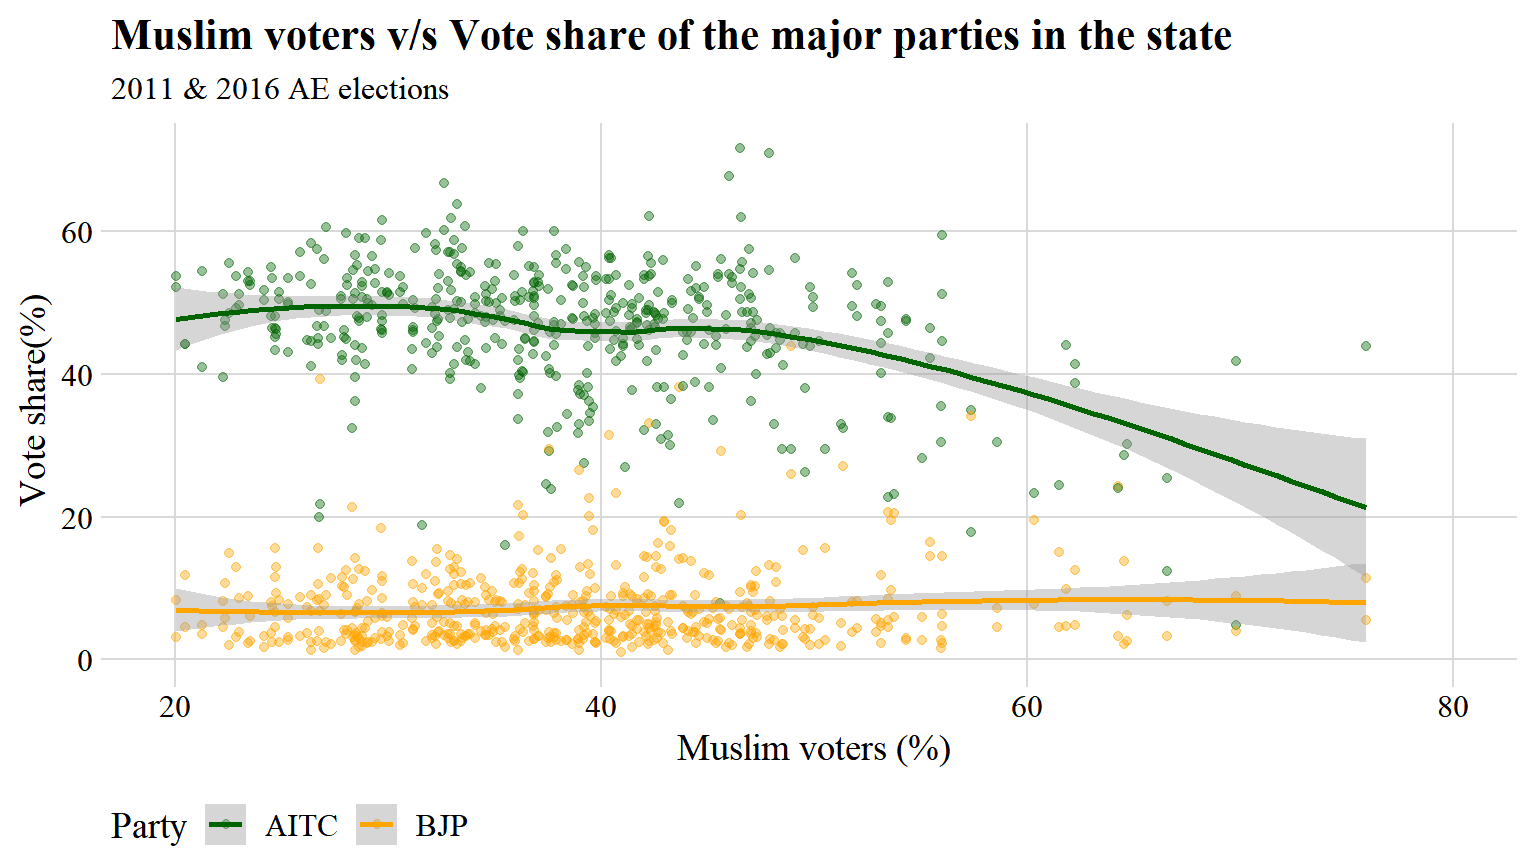 Muslim voters v/s Vote share of the major parties in the state
2011 & 2016 AE elections
Vote share(%)
60
40
20
0
20 40 60 80
Muslim voters (%)
Party AITC BJP